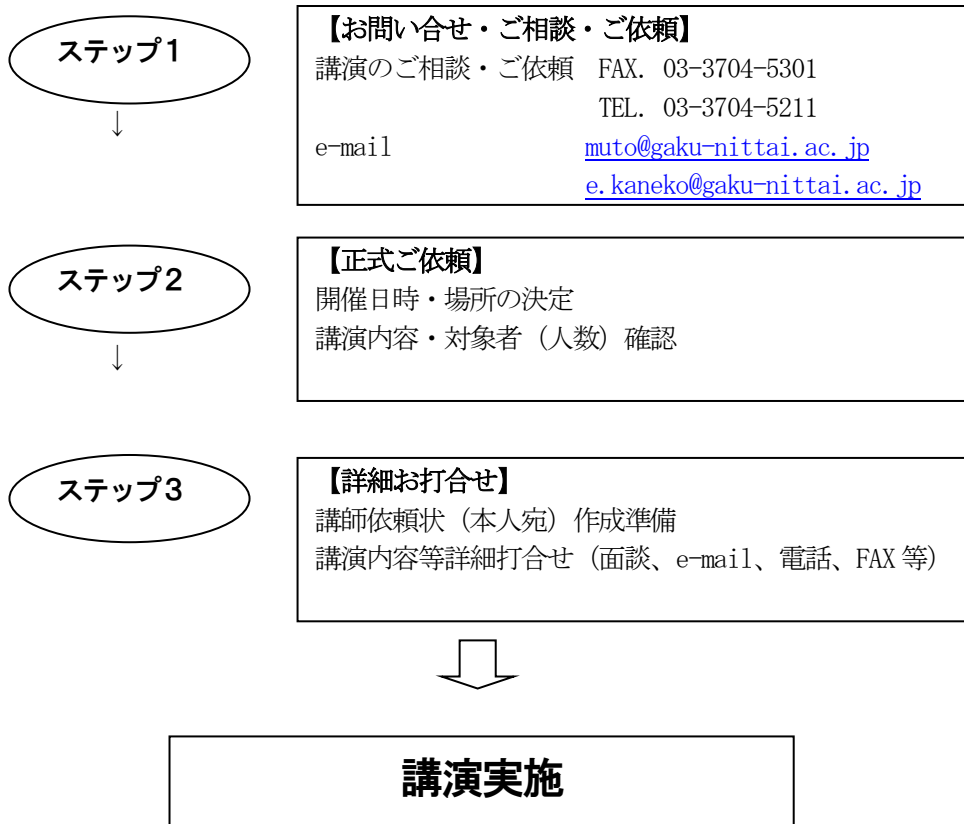 ステップ1
【お問い合せ・ご相談・ご依頼】
講演のご相談・ご依頼 FAX. 03-3704-5301
TEL. 03-3704-5211
e-mail muto@gaku-nittai.ac.jp
e.kaneko@gaku-nittai.ac.jp
↓
ステップ2
【正式ご依頼】
開催日時・場所の決定
講演内容・対象者（人数）確認
↓
ステップ3
【詳細お打合せ】
講師依頼状（本人宛）作成準備
講演内容等詳細打合せ（面談、e-mail、電話、FAX 等）
講演実施